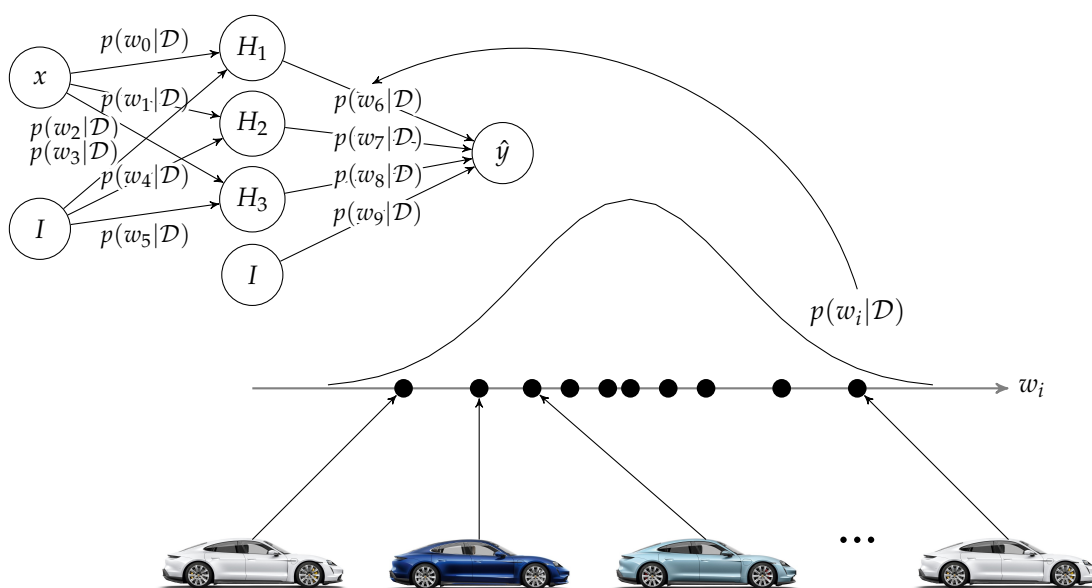 p(w₀|𝒟)
H₁
x
p(w₁|𝒟)
p(w₆|𝒟)
H₂
p(w₂|𝒟)
p(w₇|𝒟)
p(w₃|𝒟)
ŷ
p(w₄|𝒟)
p(w₈|𝒟)
H₃
p(w₉|𝒟)
I
p(w₅|𝒟)
I
p(wᵢ|𝒟)
wᵢ
...